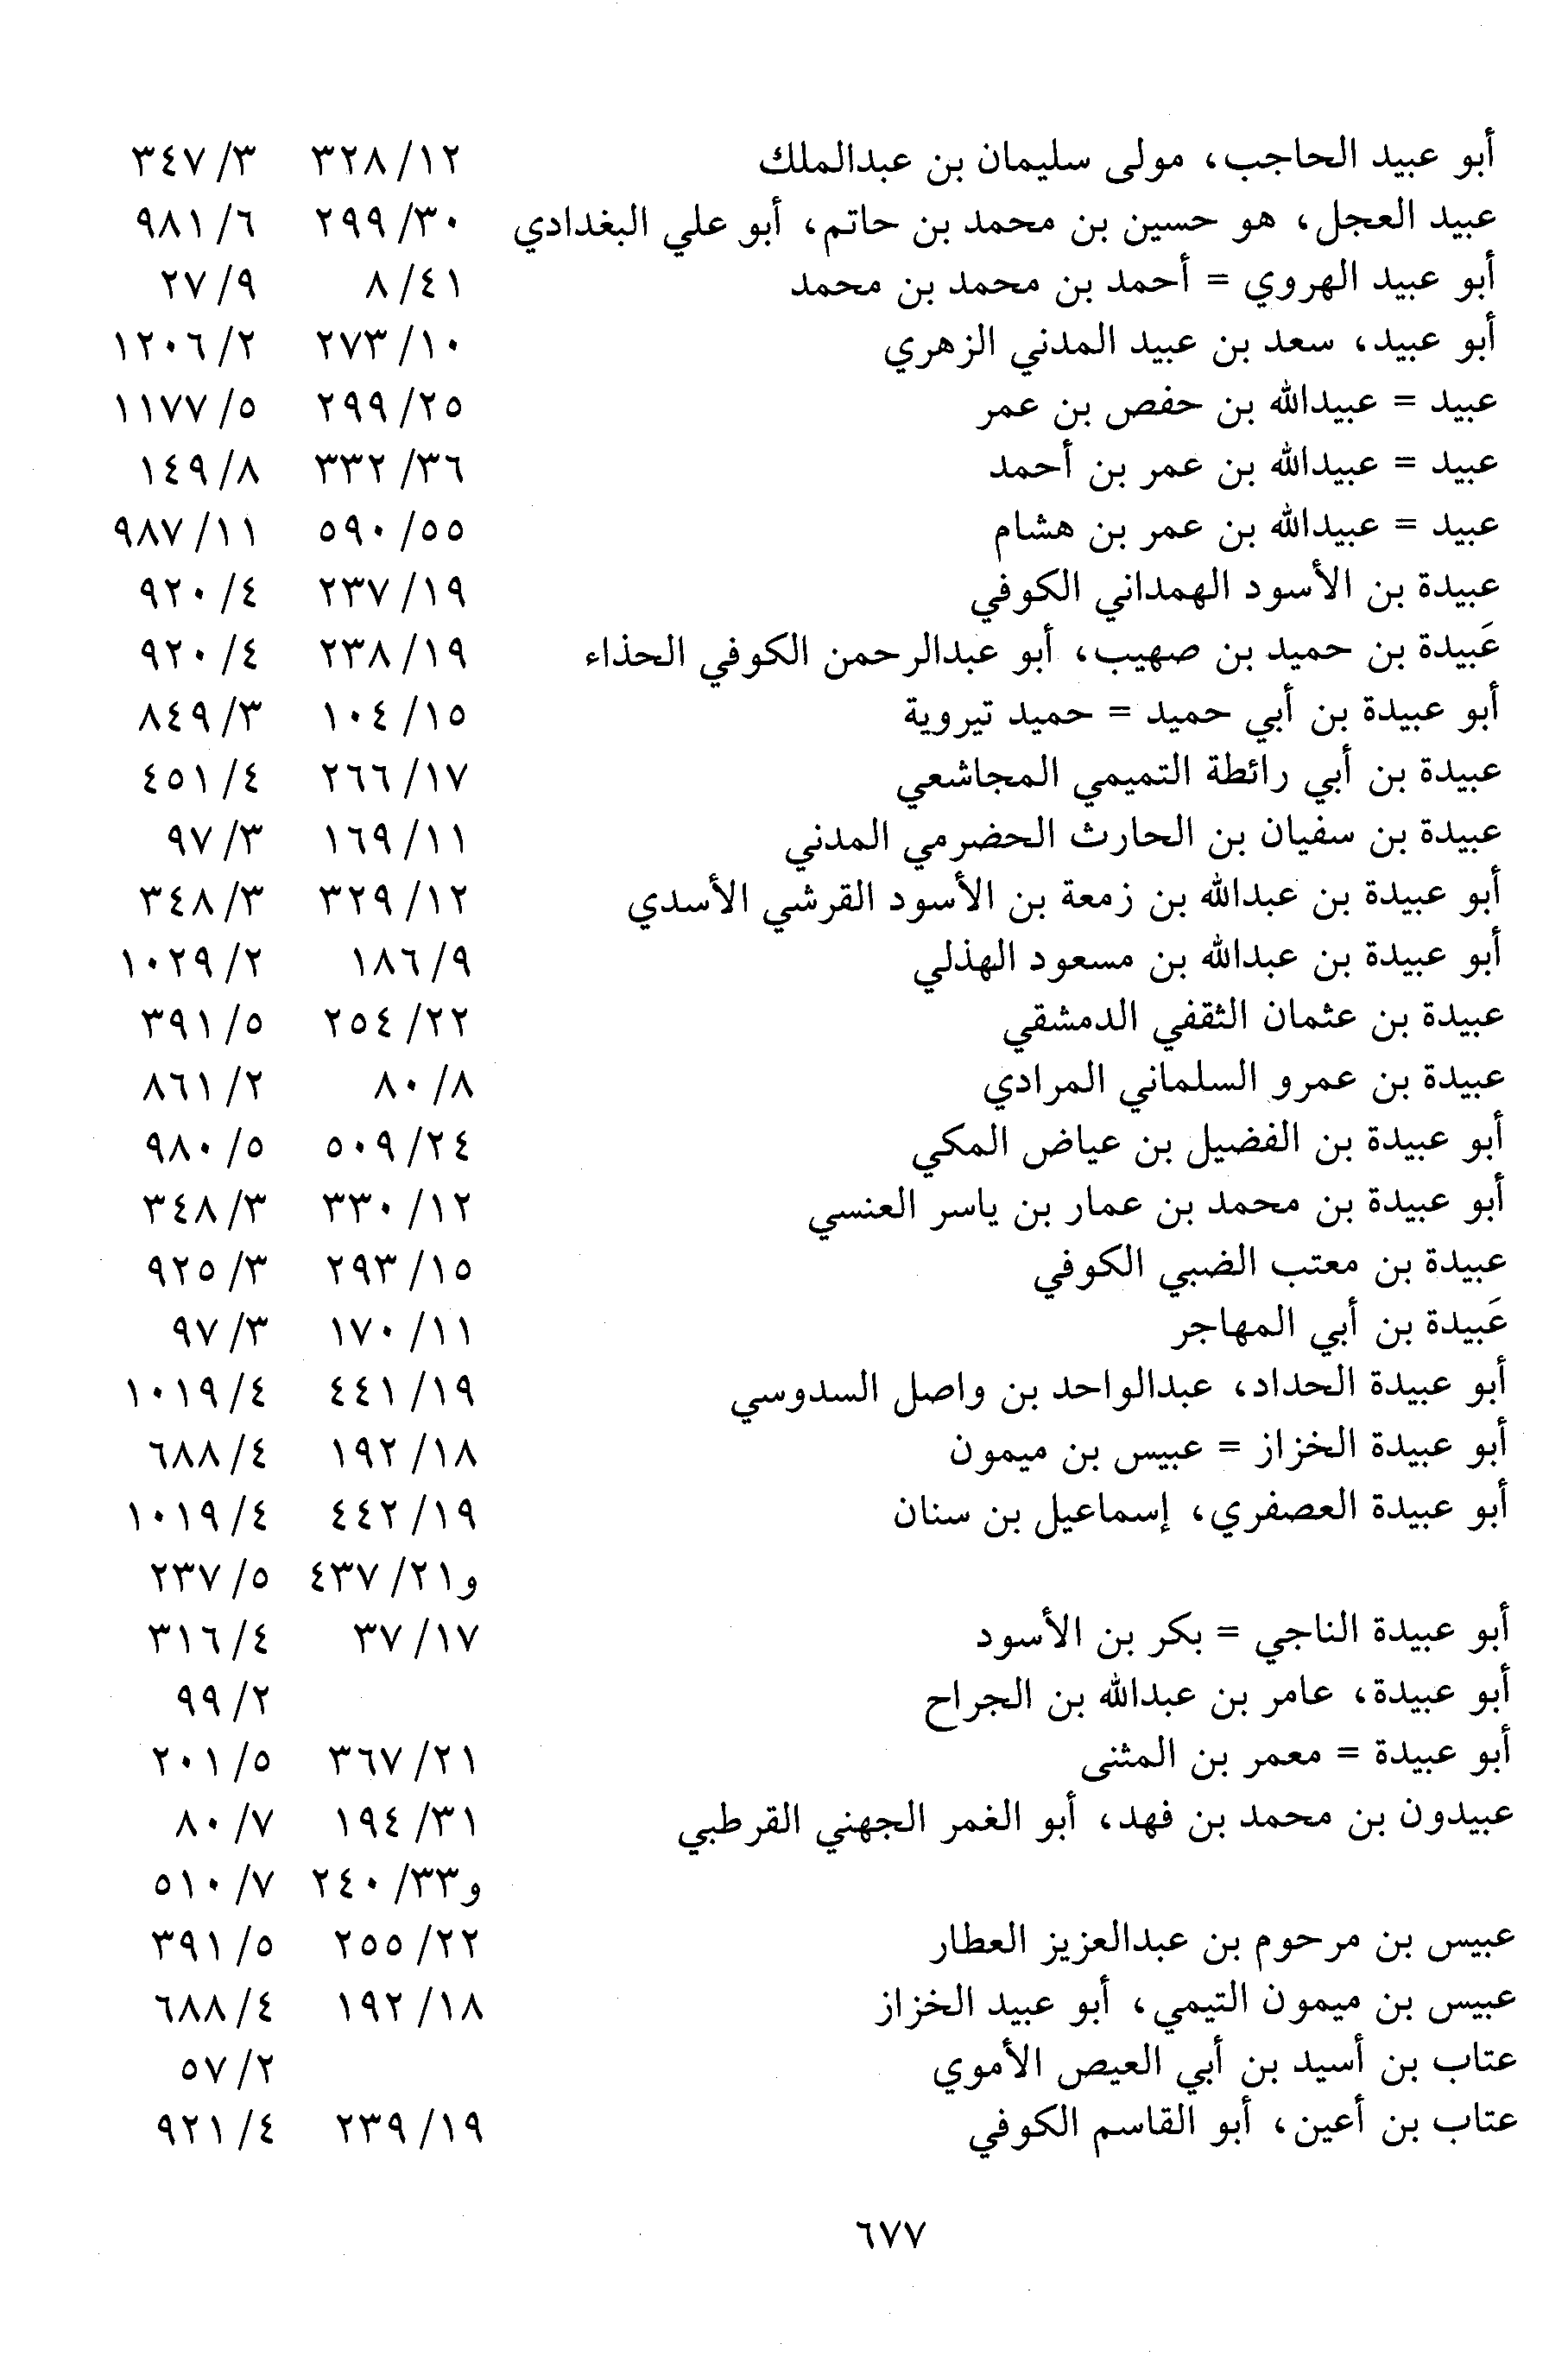 أبو عبيد الحاجب، مولى سليمان بن عبدالملك ١٢/ ٣٢٨ ٣/ ٣٤٧
عبيد العجل، هو حسين بن محمد بن حاتم، أبو علي البغدادي ٣٠/ ٢٩٩ ٦/ ٩٨١
أبو عبيد الهروي = أحمد بن محمد بن محمد ٤١/ ٨ ٩/ ٢٧
أبو عبيد، سعد بن عبيد المدني الزهري ١٠/ ٢٧٣ ٢/ ١٢٠٦
عبيد = عبيدالله بن حفص بن عمر ٢٥/ ٢٩٩ ٥/ ١١٧٧
عبيد = عبيدالله بن عمر بن أحمد ٣٦/ ٣٣٢ ٨/ ١٤٩
عبيد = عبيدالله بن عمر بن هشام ٥٥/ ٥٩٠ ١١/ ٩٨٧
عبيدة بن الأسود الهمداني الكوفي ١٩/ ٢٣٧ ٤/ ٩٢٠
عَبيدة بن حميد بن صهيب، أبو عبدالرحمن الكوفي الحذاء ١٩/ ٢٣٨ ٤/ ٩٢٠
أبو عبيدة بن أبي حميد = حميد تيروية ١٥/ ١٠٤ ٣/ ٨٤٩
عبيدة بن أبي رائطة التميمي المجاشعي ١٧/ ٢٦٦ ٤/ ٤٥١
عبيدة بن سفيان بن الحارث الحضرمي المدني ١١/ ١٦٩ ٣/ ٩٧
أبو عبيدة بن عبدالله بن زمعة بن الأسود القرشي الأسدي ١٢/ ٣٢٩ ٣/ ٣٤٨
أبو عبيدة بن عبدالله بن مسعود الهذلي ٩/ ١٨٦ ٢/ ١٠٢٩
عبيدة بن عثمان الثقفي الدمشقي ٢٢/ ٢٥٤ ٥/ ٣٩١
عبيدة بن عمرو السلماني المرادي ٨/ ٨٠ ٢/ ٨٦١
أبو عبيدة بن الفضيل بن عياض المكي ٢٤/ ٥٠٩ ٥/ ٩٨٠
أبو عبيدة بن محمد بن عمار بن ياسر العنسي ١٢/ ٣٣٠ ٣/ ٣٤٨
عبيدة بن معتب الضبي الكوفي ١٥/ ٢٩٣ ٣/ ٩٢٥
عَبيدة بن أبي المهاجر ١١/ ١٧٠ ٣/ ٩٧
أبو عبيدة الحداد، عبدالواحد بن واصل السدوسي ١٩/ ٤٤١ ٤/ ١٠١٩
أبو عبيدة الخزاز = عبيس بن ميمون ١٨/ ١٩٢ ٤/ ٦٨٨
أبو عبيدة العصفري، إسماعيل بن سنان ١٩/ ٤٤٢ ٤/ ١٠١٩
و٢١/ ٤٣٧ ٥/ ٢٣٧
أبو عبيدة الناجي = بكر بن الأسود ١٧/ ٣٧ ٤/ ٣١٦
أبو عبيدة، عامر بن عبدالله بن الجراح ٢/ ٩٩
أبو عبيدة = معمر بن المثنى ٢١/ ٣٦٧ ٥/ ٢٠١
عبيدون بن محمد بن فهد، أبو الغمر الجهني القرطبي ٣١/ ١٩٤ ٧/ ٨٠
و٣٣/ ٢٤٠ ٧/ ٥١٠
عبيس بن مرحوم بن عبدالعزيز العطار ٢٢/ ٢٥٥ ٥/ ٣٩١
عبيس بن ميمون التيمي، أبو عبيد الخزاز ١٨/ ١٩٢ ٤/ ٦٨٨
عتاب بن أسيد بن أبي العيص الأموي ٢/ ٥٧
عتاب بن أعين، أبو القاسم الكوفي ١٩/ ٢٣٩ ٤/ ٩٢١
٦٧٧